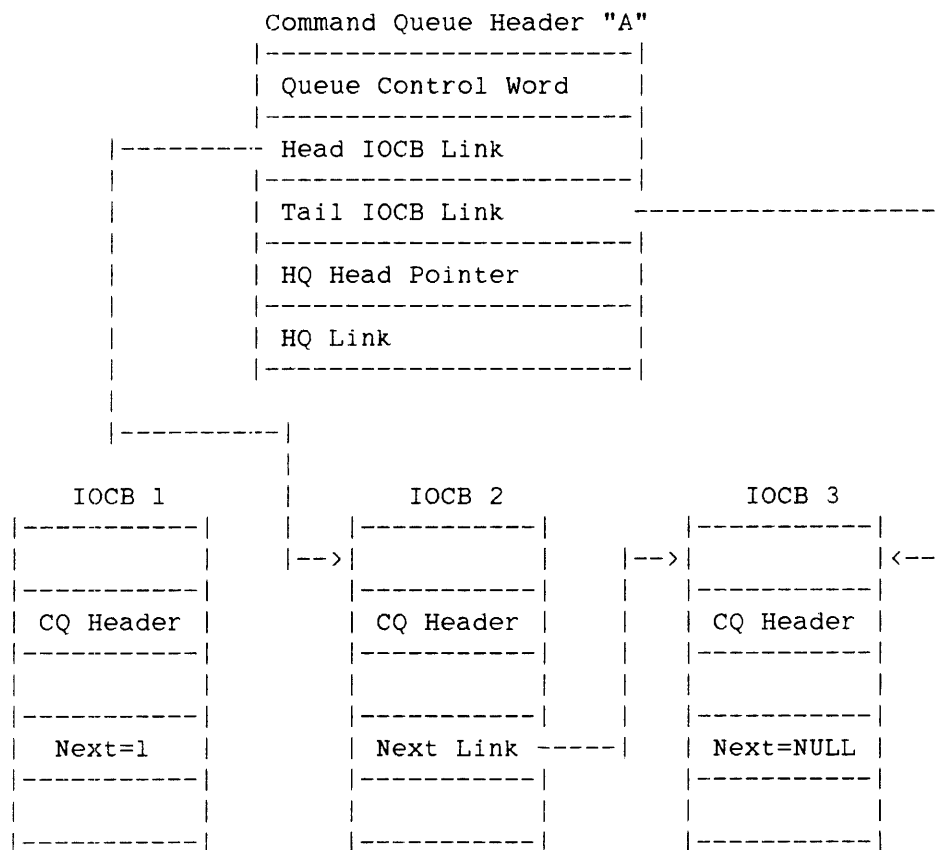 Command Queue Header "A"
Queue Control Word
Head IOCB Link
Tail IOCB Link
HQ Head Pointer
HQ Link
IOCB 1 IOCB 2 IOCB 3
CQ Header CQ Header CQ Header
Next=1 Next Link Next=NULL